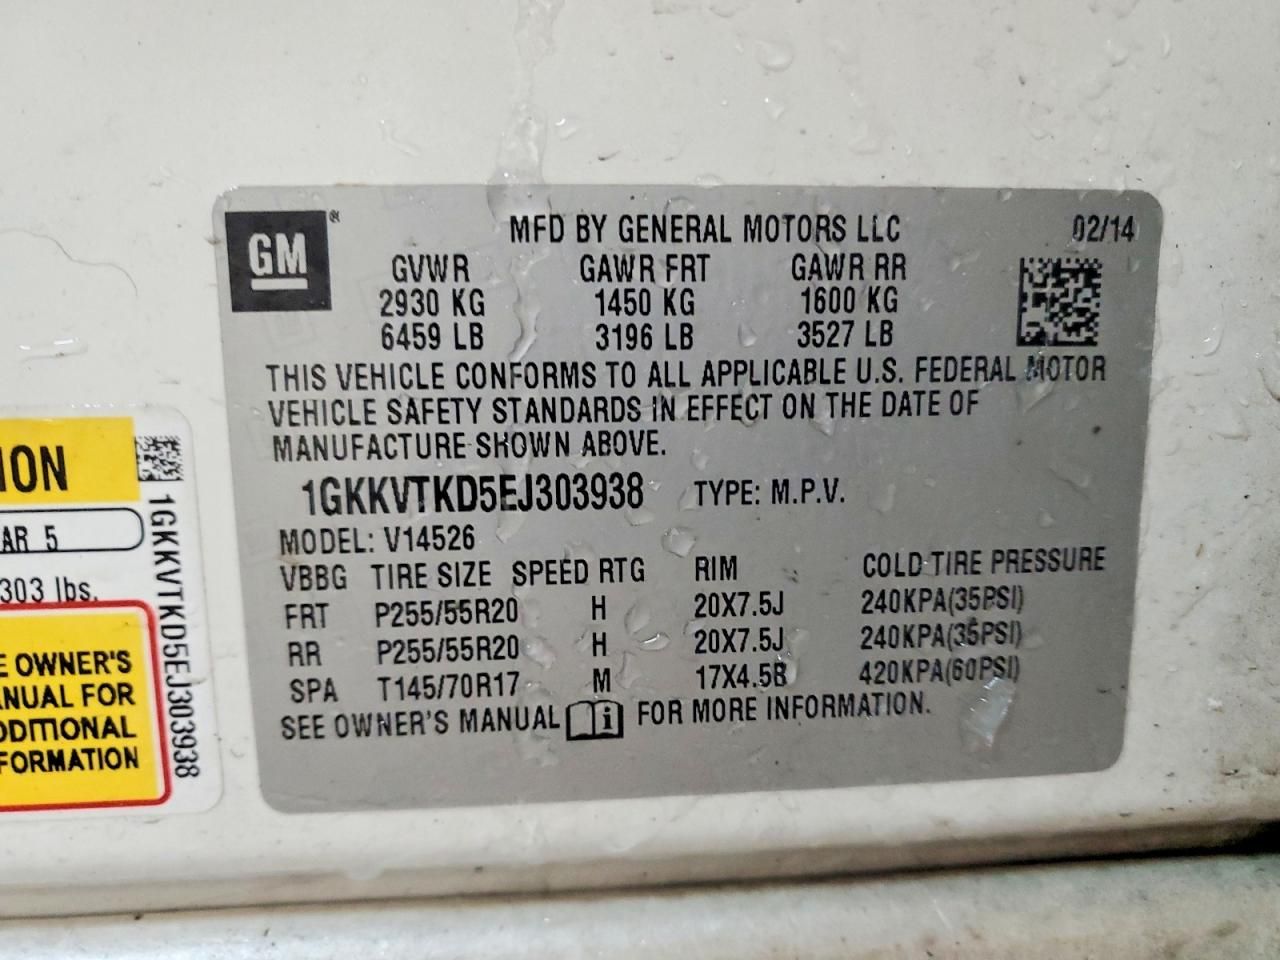 GM ®
MFD BY GENERAL MOTORS LLC 02/14
GVWR GAWR FRT GAWR RR
2930 KG 1450 KG 1600 KG
6459 LB 3196 LB 3527 LB
THIS VEHICLE CONFORMS TO ALL APPLICABLE U.S. FEDERAL MOTOR
VEHICLE SAFETY STANDARDS IN EFFECT ON THE DATE OF
MANUFACTURE SHOWN ABOVE.
1GKKVTKD5EJ303938 TYPE: M.P.V.
MODEL: V14526
VBBG TIRE SIZE SPEED RTG RIM COLD TIRE PRESSURE
FRT P255/55R20 H 20X7.5J 240KPA(35PSI)
RR P255/55R20 H 20X7.5J 240KPA(35PSI)
SPA T145/70R17 M 17X4.5B 420KPA(60PSI)
SEE OWNER'S MANUAL i FOR MORE INFORMATION.
ION
AR 5
303 lbs.
E OWNER'S
ANUAL FOR
DDITIONAL
FORMATION
1GKKVTKD5EJ303938